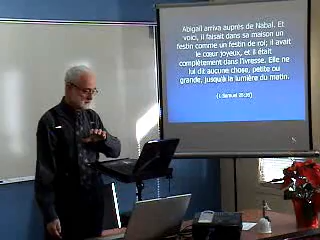 Abigaïl arriva auprès de Nabal. Et
voici, il faisait dans sa maison un
festin comme un festin de roi; il avait
le cœur joyeux, et il était
complètement dans l'ivresse. Elle ne
lui dit aucune chose, petite ou
grande, jusqu'à la lumière du matin.